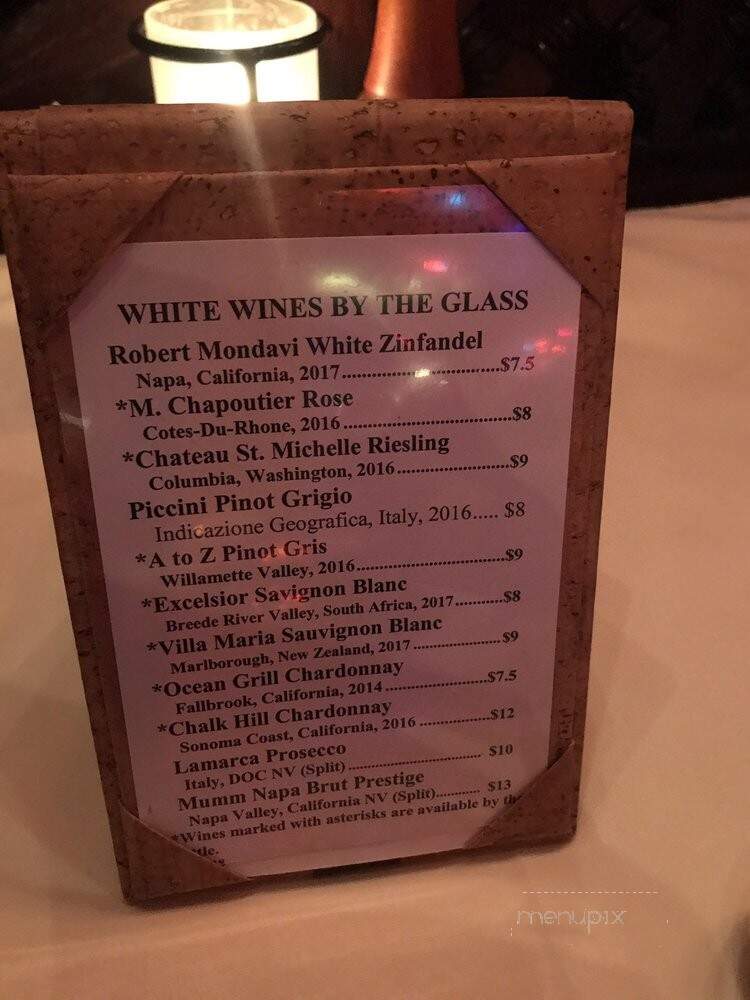 WHITE WINES BY THE GLASS
Robert Mondavi White Zinfandel
Napa, California, 2017..............................$7.5
*M. Chapoutier Rose
Cotes-Du-Rhone, 2016................................$8
*Chateau St. Michelle Riesling
Columbia, Washington, 2016.....................$9
Piccini Pinot Grigio
Indicazione Geografica, Italy, 2016..... $8
*A to Z Pinot Gris
Willamette Valley, 2016..............................$9
*Excelsior Savignon Blanc
Breede River Valley, South Africa, 2017...........$8
*Villa Maria Sauvignon Blanc
Marlborough, New Zealand, 2017 ....................$9
*Ocean Grill Chardonnay
Fallbrook, California, 2014 .......................$7.5
*Chalk Hill Chardonnay
Sonoma Coast, California, 2016 ................$12
Lamarca Prosecco
Italy, DOC NV (Split) ............................... $10
Mumm Napa Brut Prestige
Napa Valley, California NV (Split)........... $13
*Wines marked with asterisks are available by the
menupix